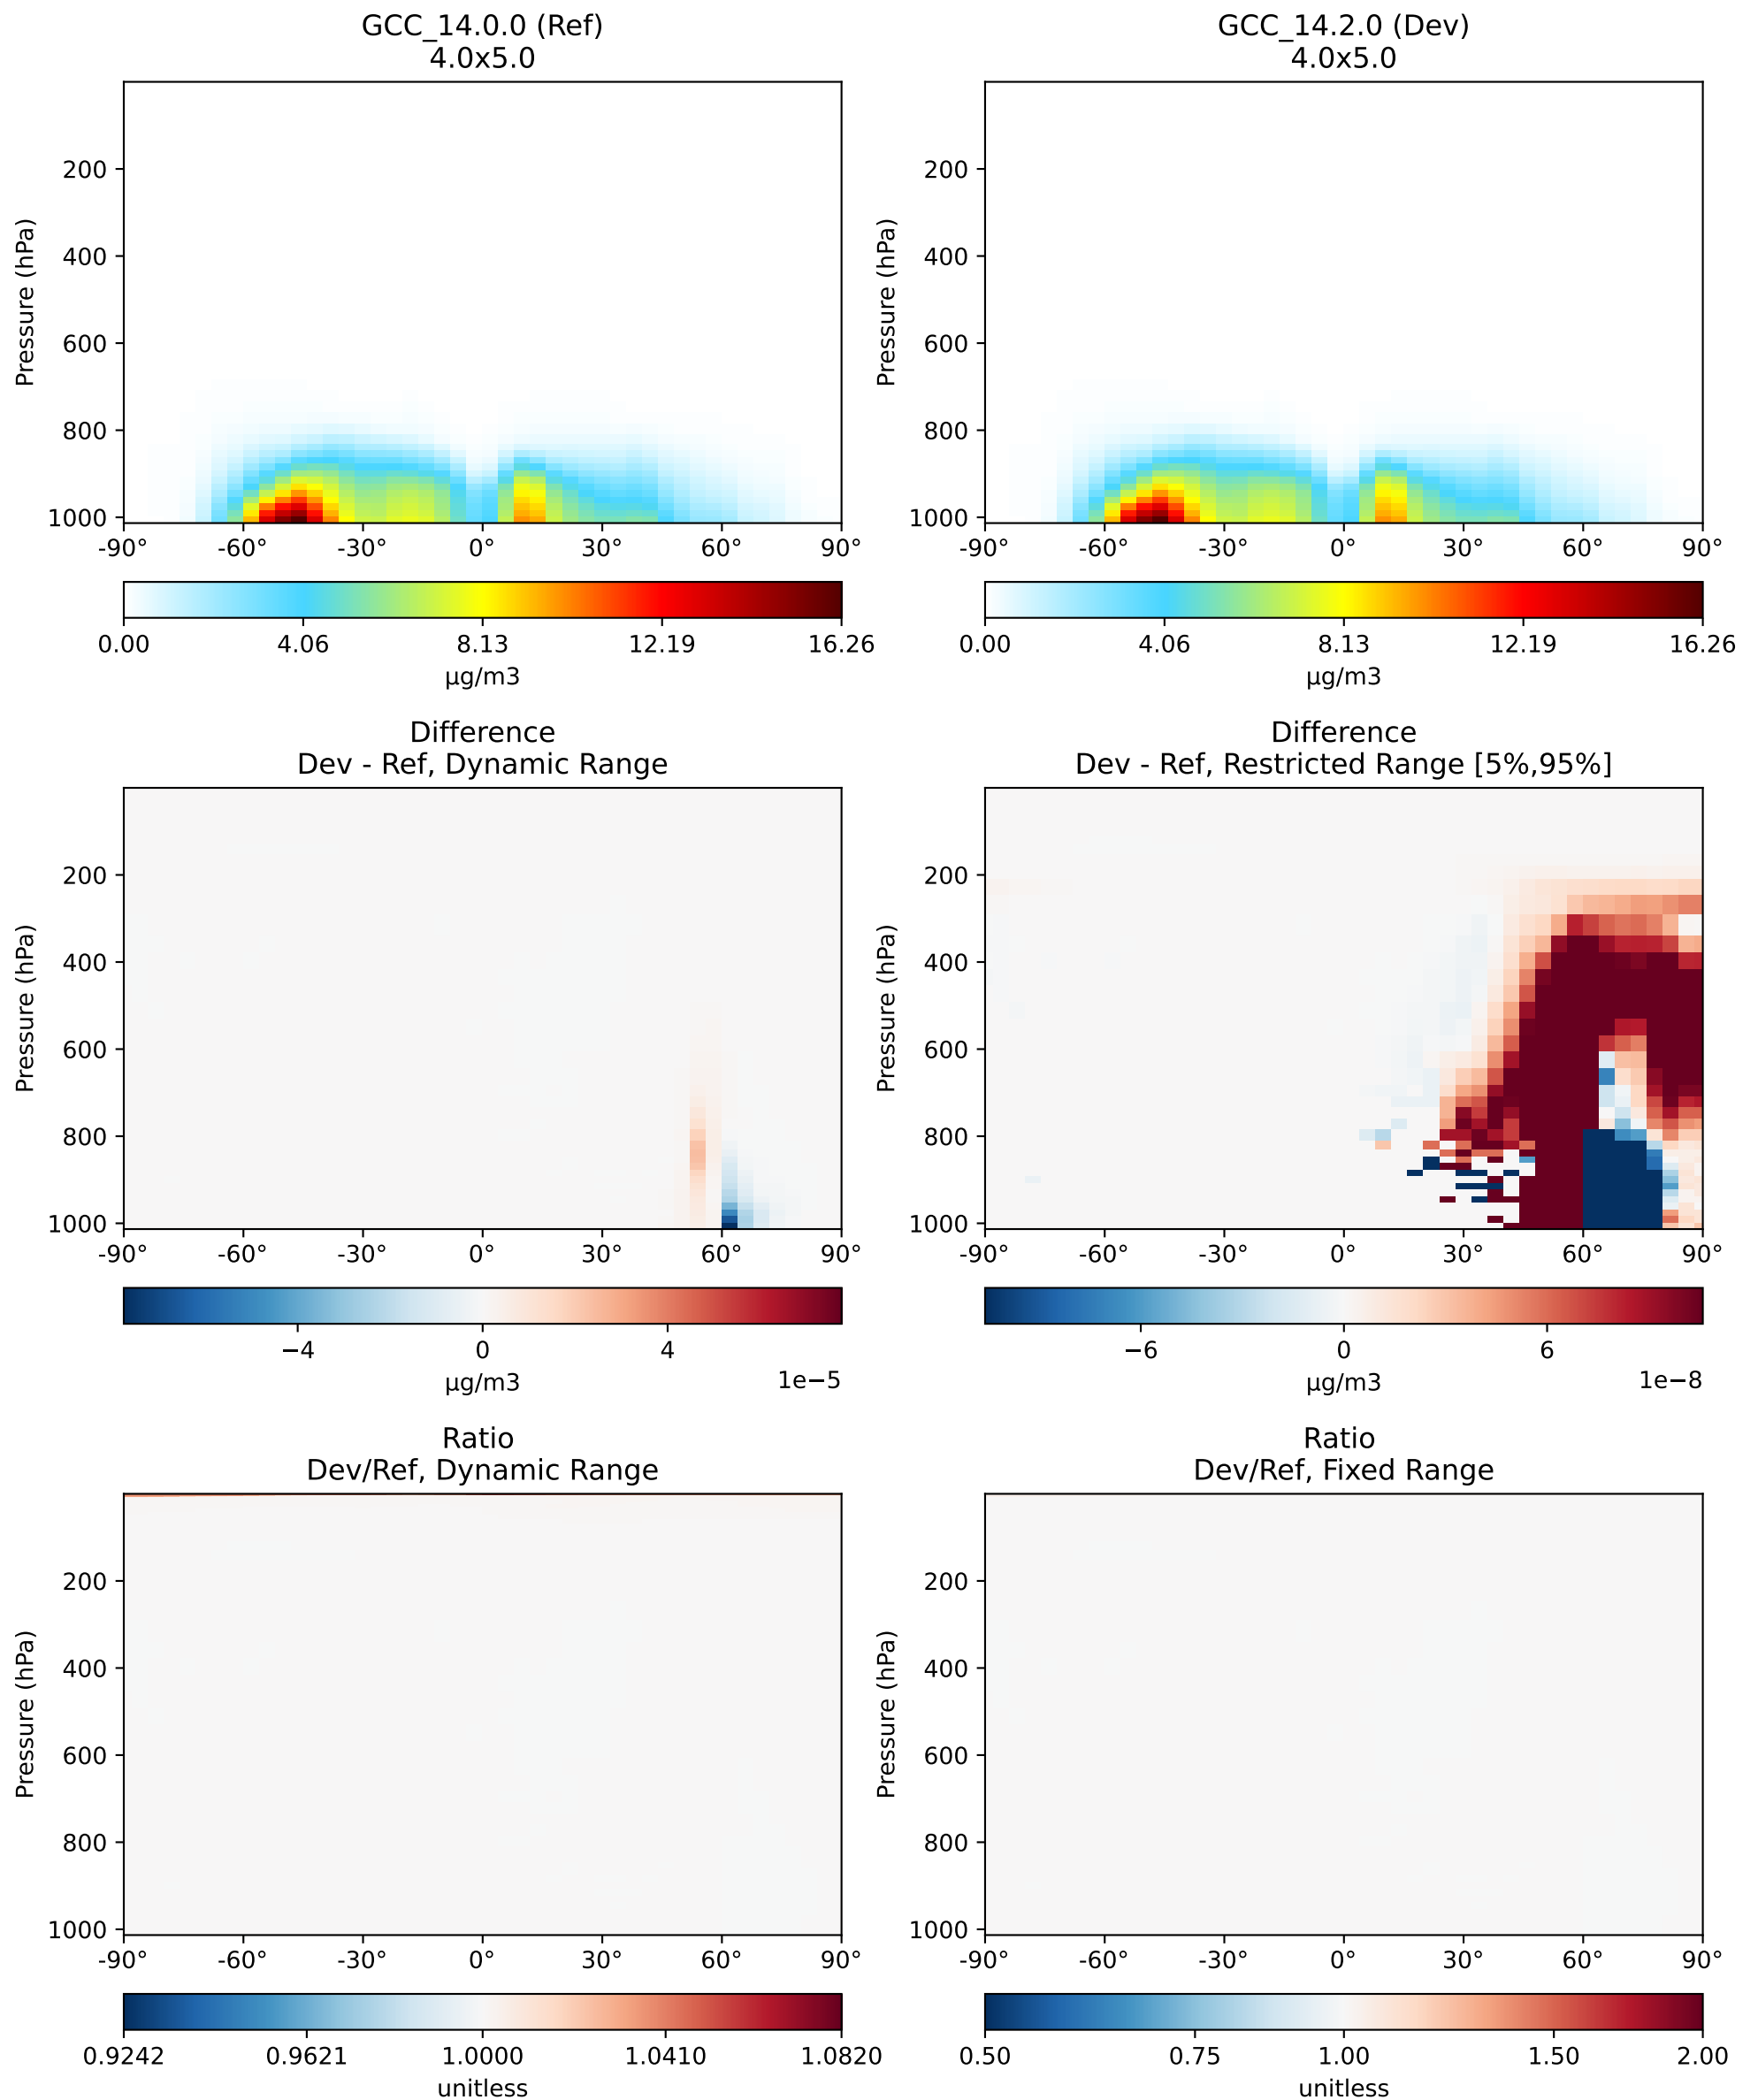 GCC_14.0.0 (Ref)
4.0x5.0
Pressure (hPa)
200
400
600
800
1000
-90° -60° -30° 0° 30° 60° 90°
0.00 4.06 8.13 12.19 16.26
µg/m3
GCC_14.2.0 (Dev)
4.0x5.0
Pressure (hPa)
200
400
600
800
1000
-90° -60° -30° 0° 30° 60° 90°
0.00 4.06 8.13 12.19 16.26
µg/m3
Difference
Dev - Ref, Dynamic Range
Pressure (hPa)
200
400
600
800
1000
-90° -60° -30° 0° 30° 60° 90°
−4 0 4
µg/m3 1e−5
Difference
Dev - Ref, Restricted Range [5%,95%]
Pressure (hPa)
200
400
600
800
1000
-90° -60° -30° 0° 30° 60° 90°
−6 0 6
µg/m3 1e−8
Ratio
Dev/Ref, Dynamic Range
Pressure (hPa)
200
400
600
800
1000
-90° -60° -30° 0° 30° 60° 90°
0.9242 0.9621 1.0000 1.0410 1.0820
unitless
Ratio
Dev/Ref, Fixed Range
Pressure (hPa)
200
400
600
800
1000
-90° -60° -30° 0° 30° 60° 90°
0.50 0.75 1.00 1.50 2.00
unitless